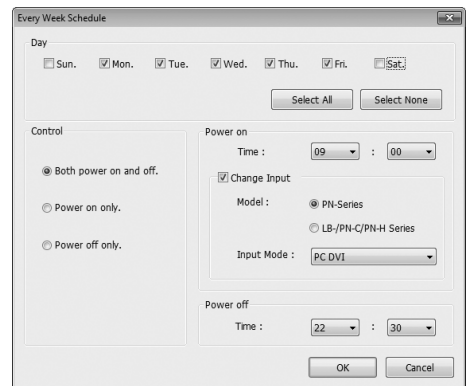 Every Week Schedule
Day
Sun. Mon. Tue. Wed. Thu. Fri. Sat.
Select All Select None
Control
Both power on and off.
Power on only.
Power off only.
Power on
Time : 09 : 00
Change Input
Model : PN-Series
LB-/PN-C/PN-H Series
Input Mode : PC DVI
Power off
Time : 22 : 30
OK Cancel